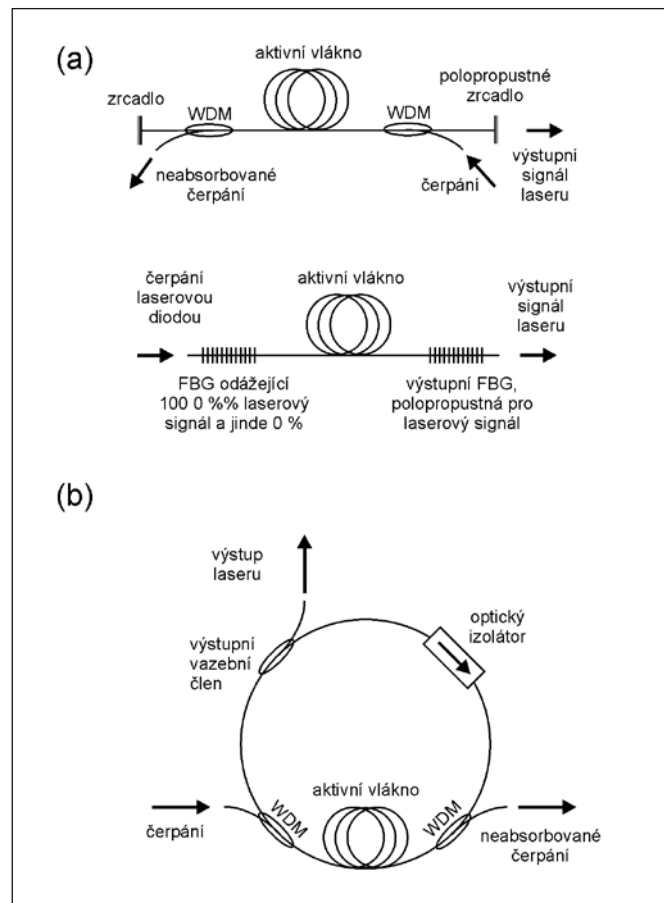 (a)
aktivní vlákno
zrcadlo
WDM
WDM
polopropustné
zrcadlo
neabsorbované
čerpání
čerpání
výstupní
signál
laseru
čerpání
laserovou
diodou
aktivní vlákno
výstupní
signál
laseru
FBG odážející
100 0 %% laserový
signál a jinde 0 %
výstupní FBG,
polopropustná pro
laserový signál
(b)
výstup
laseru
optický
izolátor
výstupní
vazební
člen
aktivní vlákno
čerpání
WDM
WDM
neabsorbované
čerpání